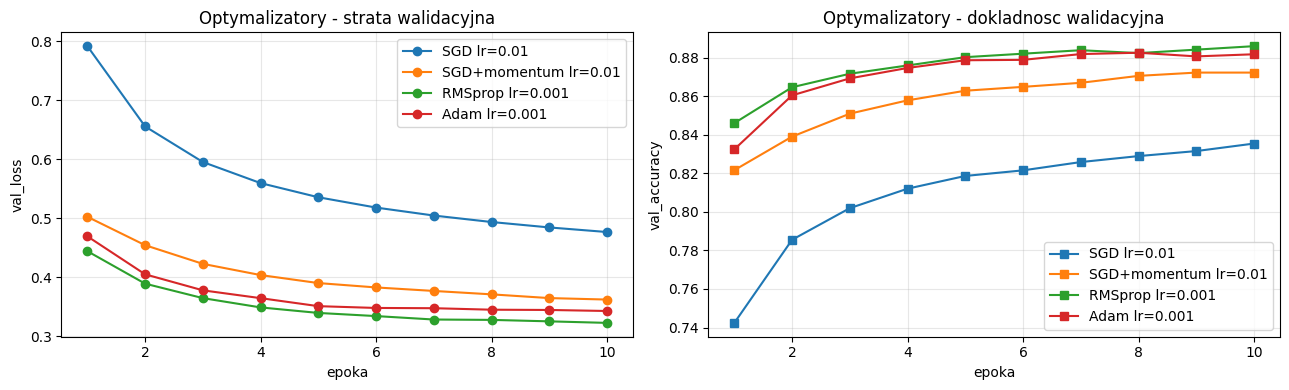 Optymalizatory - strata walidacyjna
0.8
0.7
0.6
0.5
0.4
0.3
val_loss
2
4
6
8
10
epoka
SGD lr=0.01
SGD+momentum lr=0.01
RMSprop lr=0.001
Adam lr=0.001
Optymalizatory - dokladnosc walidacyjna
0.88
0.86
0.84
0.82
0.80
0.78
0.76
0.74
val_accuracy
2
4
6
8
10
epoka
SGD lr=0.01
SGD+momentum lr=0.01
RMSprop lr=0.001
Adam lr=0.001